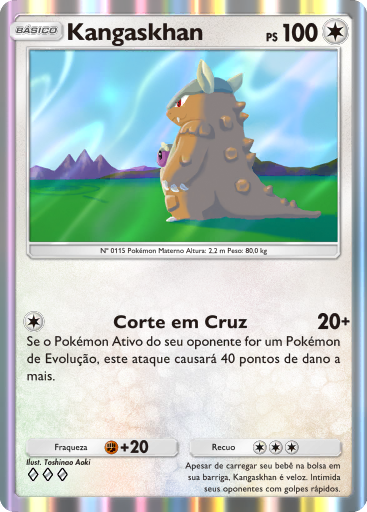 BÁSICO Kangaskhan PS 100
Nº 0115 Pokémon Materno Altura: 2,2 m Peso: 80,0 kg
Corte em Cruz 20+
Se o Pokémon Ativo do seu oponente for um Pokémon
de Evolução, este ataque causará 40 pontos de dano a
mais.
Fraqueza +20 Recuo
Ilust. Toshinao Aoki
Apesar de carregar seu bebê na bolsa em
sua barriga, Kangaskhan é veloz. Intimida
seus oponentes com golpes rápidos.